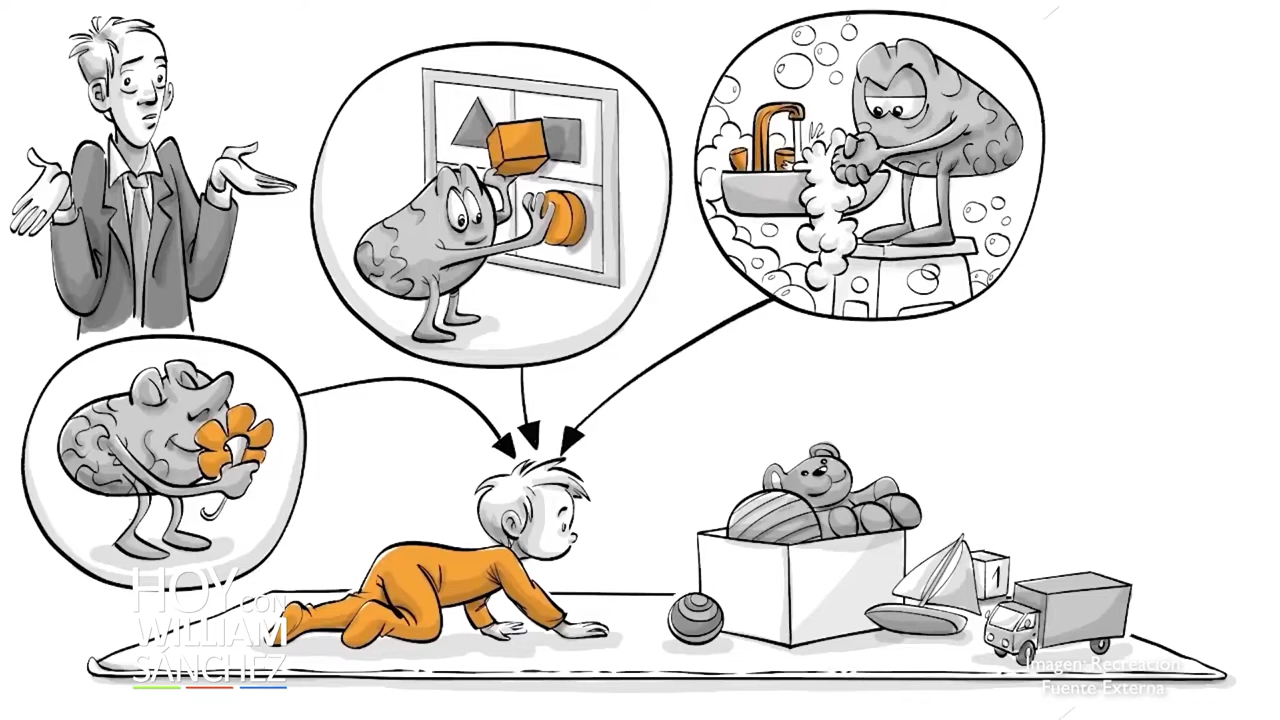 1
HOY CON
WILLIAM
SÁNCHEZ
Imagen: Recreación
Fuente Externa